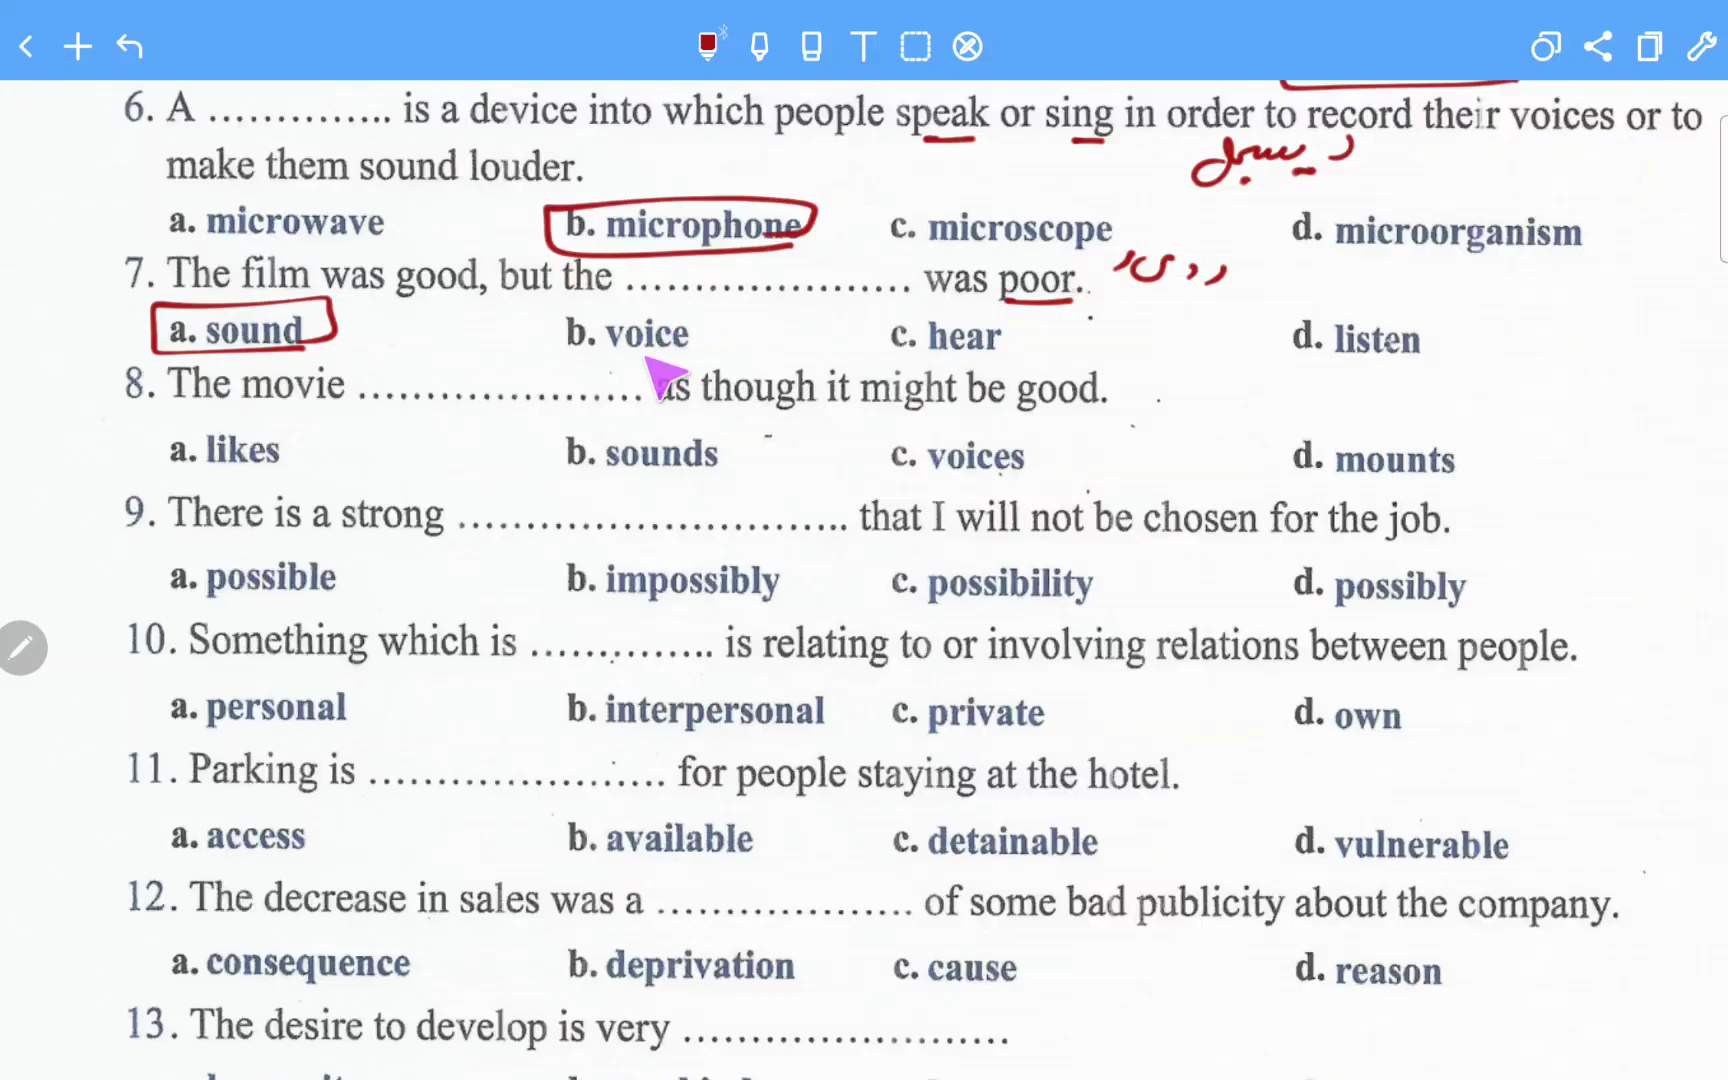 6. A .............. is a device into which people speak or sing in order to record their voices or to
make them sound louder.
يسجل
a. microwave b. microphone c. microscope d. microorganism
7. The film was good, but the ..................... was poor.
a. sound b. voice c. hear d. listen
8. The movie ..................... as though it might be good.
a. likes b. sounds c. voices d. mounts
9. There is a strong ............................. that I will not be chosen for the job.
a. possible b. impossibly c. possibility d. possibly
10. Something which is .............. is relating to or involving relations between people.
a. personal b. interpersonal c. private d. own
11. Parking is ...................... for people staying at the hotel.
a. access b. available c. detainable d. vulnerable
12. The decrease in sales was a ................... of some bad publicity about the company.
a. consequence b. deprivation c. cause d. reason
13. The desire to develop is very ........................